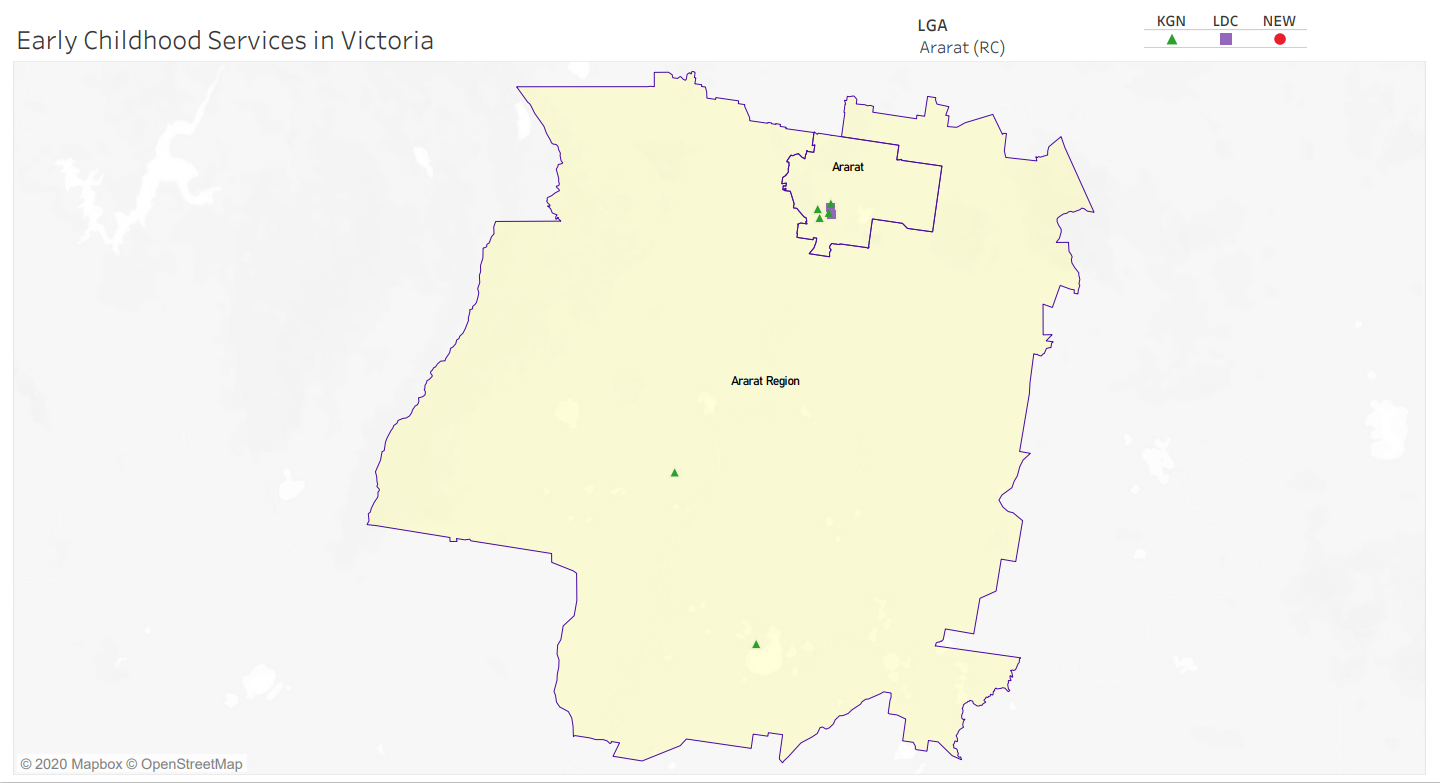 Early Childhood Services in Victoria
LGA
Ararat (RC)
KGN LDC NEW
Ararat
Ararat Region
© 2020 Mapbox © OpenStreetMap